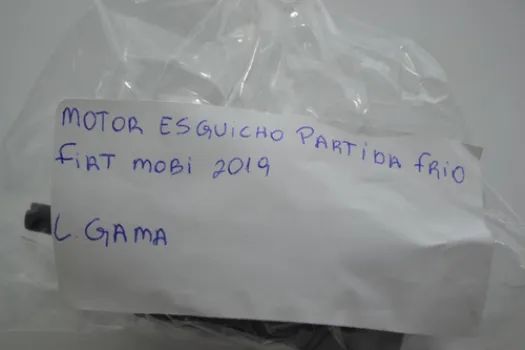 MOTOR ESGUICHO PARTIDA FRIO
FIAT MOBI 2019
L. GAMA